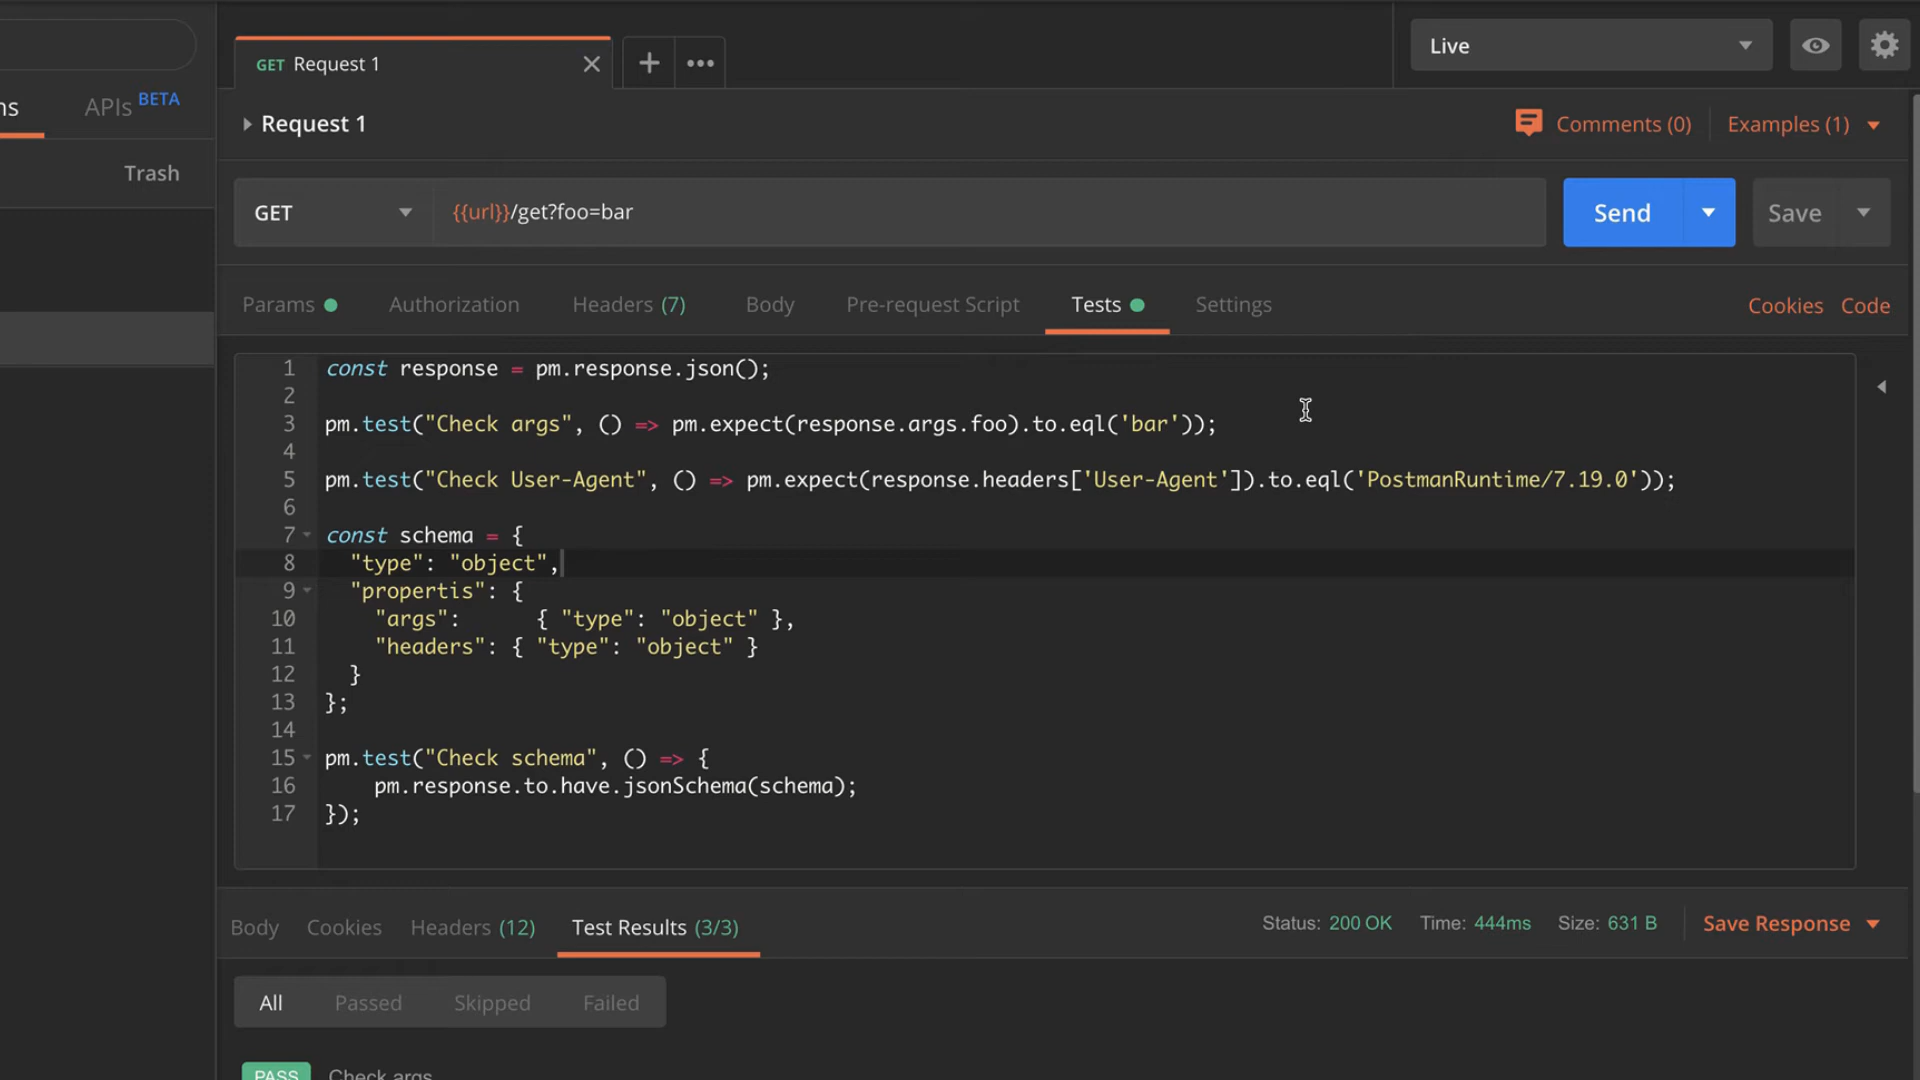 GET Request 1
Live
ns APIs BETA
Request 1
Comments (0) Examples (1)
Trash
GET {{url}}/get?foo=bar Send Save
Params Authorization Headers (7) Body Pre-request Script Tests Settings Cookies Code
1 const response = pm.response.json();
2
3 pm.test("Check args", () => pm.expect(response.args.foo).to.eql('bar'));
4
5 pm.test("Check User-Agent", () => pm.expect(response.headers['User-Agent']).to.eql('PostmanRuntime/7.19.0'));
6
7 const schema = {
8 "type": "object",
9 "propertis": {
10 "args": { "type": "object" },
11 "headers": { "type": "object" }
12 }
13 };
14
15 pm.test("Check schema", () => {
16 pm.response.to.have.jsonSchema(schema);
17 });
Body Cookies Headers (12) Test Results (3/3) Status: 200 OK Time: 444ms Size: 631 B Save Response
All Passed Skipped Failed
PASS Check args